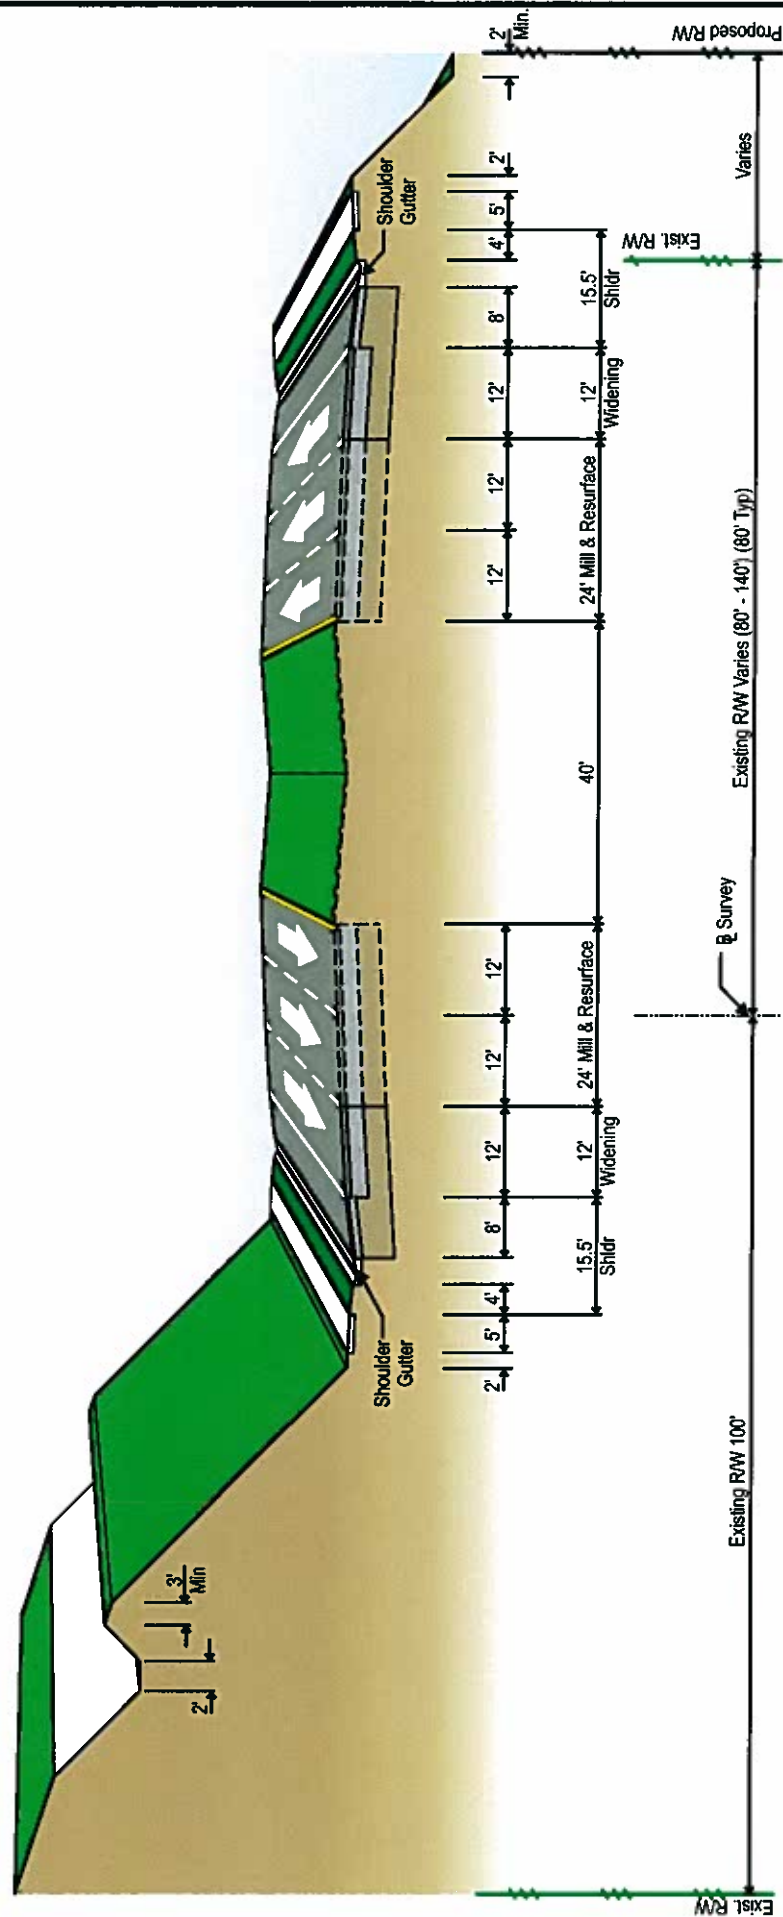 3'
Min
2'
Shoulder
Gutter
Shoulder
Gutter
2'
5'
4'
8'
12'
12'
12'
12'
12'
12'
8'
4'
5'
2'
2'
Min.
15.5'
Shldr
12'
Widening
24' Mill & Resurface
40'
24' Mill & Resurface
12'
Widening
15.5'
Shldr
Exist. R/W
℄ Survey
Exist. R/W
Proposed R/W
Existing R/W 100'
Existing R/W Varies (80' - 140') (80' Typ)
Varies